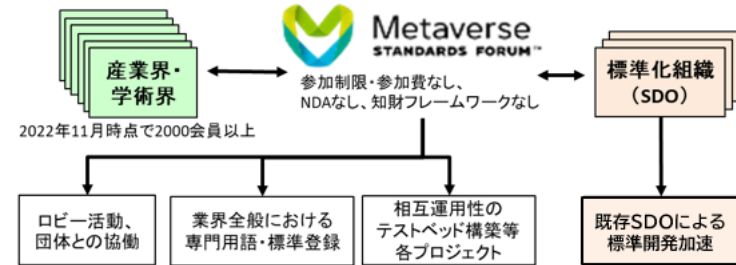 Metaverse
STANDARDS FORUM™
産業界・
学術界
参加制限・参加費なし、
NDAなし、知財フレームワークなし
標準化組織
（SDO）
2022年11月時点で2000会員以上
ロビー活動、
団体との協働
業界全般における
専門用語・標準登録
相互運用性の
テストベッド構築等
各プロジェクト
既存SDOによる
標準開発加速